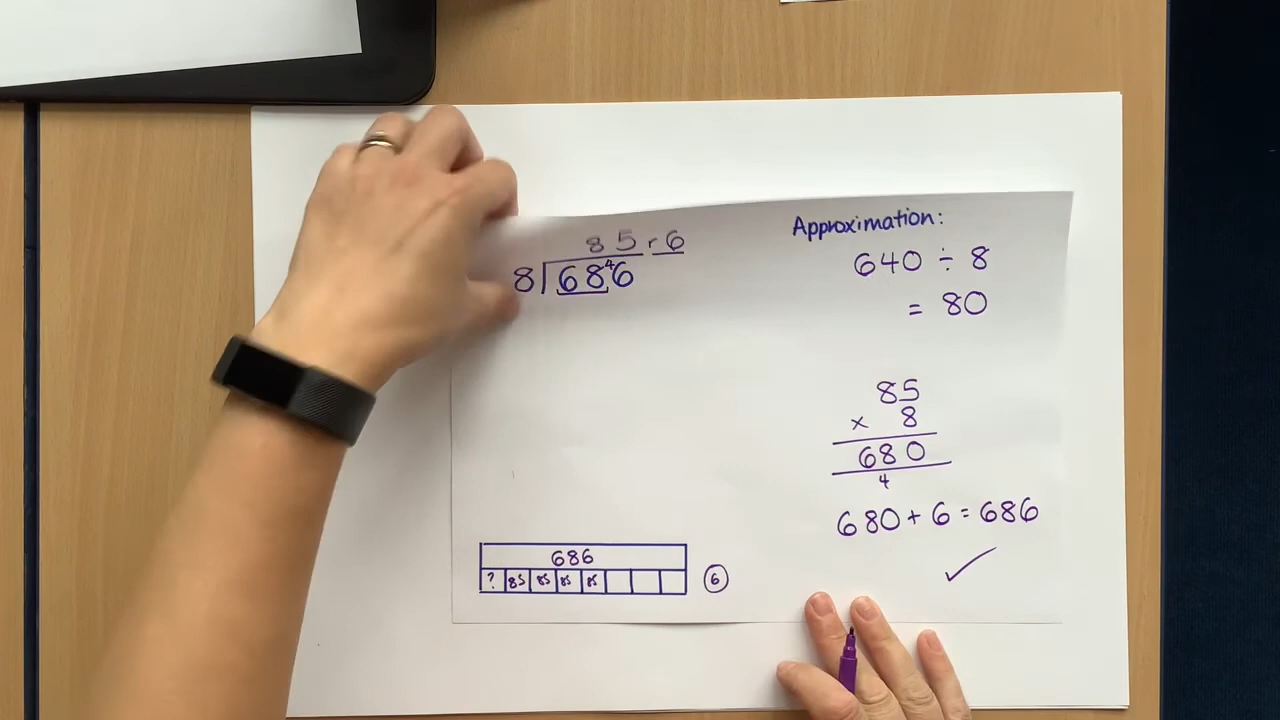 85 r 6
8 68⁴6
Approximation:
640 ÷ 8
= 80
85
× 8
680
4
680 + 6 = 686
686
? 85 85 85 85
6